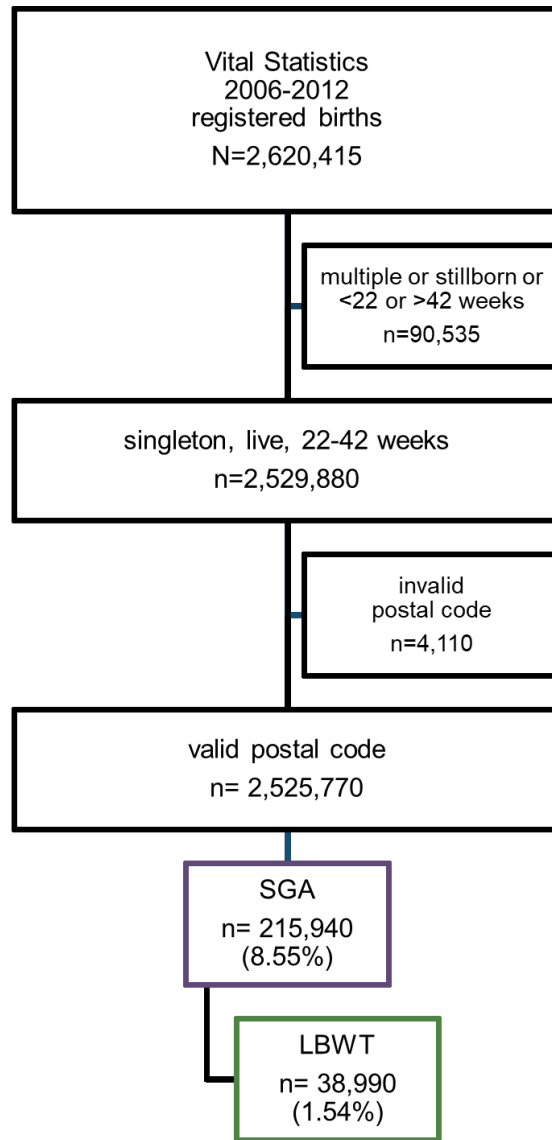 Vital Statistics
2006-2012
registered births
N=2,620,415
multiple or stillborn or
<22 or >42 weeks
n=90,535
singleton, live, 22-42 weeks
n=2,529,880
invalid
postal code
n=4,110
valid postal code
n= 2,525,770
SGA
n= 215,940
(8.55%)
LBWT
n= 38,990
(1.54%)